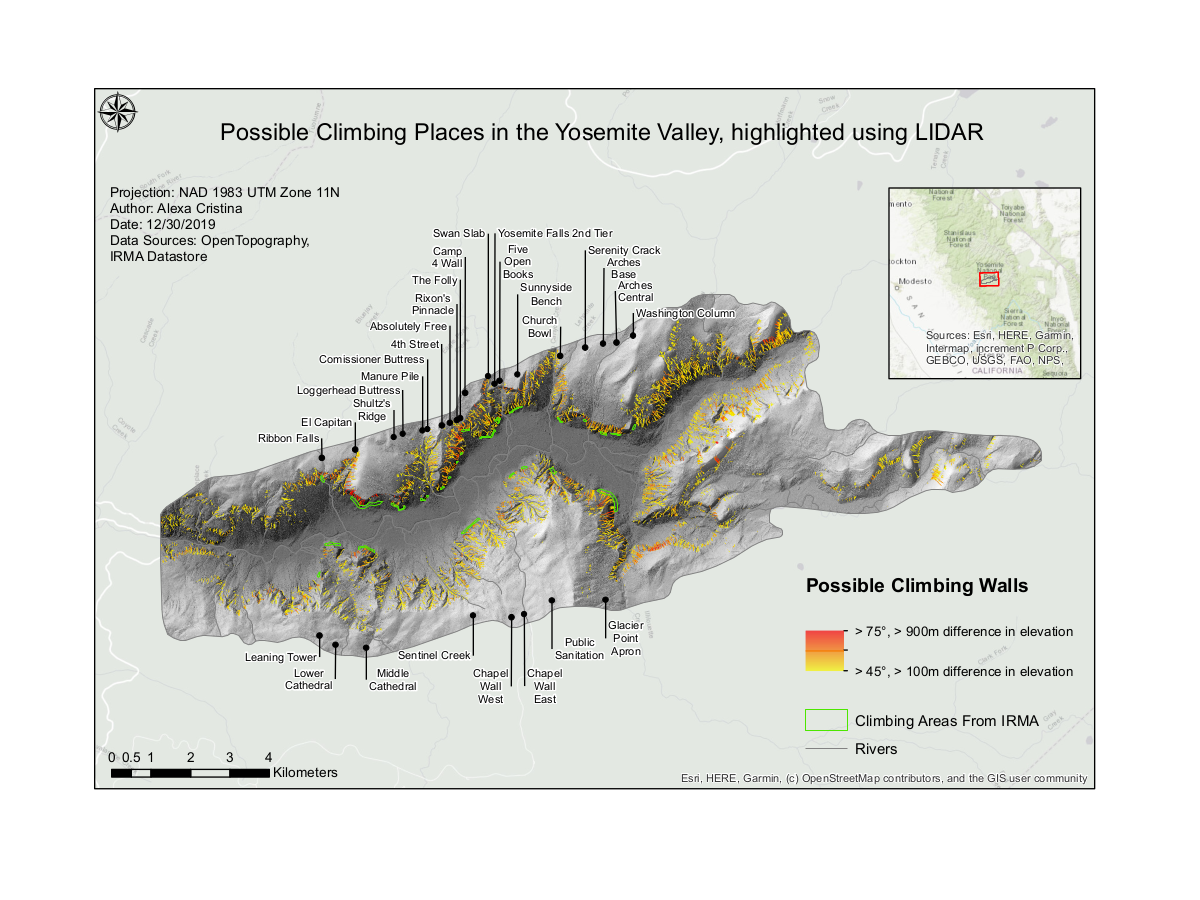 Possible Climbing Places in the Yosemite Valley, highlighted using LIDAR
Projection: NAD 1983 UTM Zone 11N
Author: Alexa Cristina
Date: 12/30/2019
Data Sources: OpenTopography,
IRMA Datastore
Swan Slab
Yosemite Falls 2nd Tier
Camp
4 Wall
Five
Open
Books
Serenity Crack
Arches
Base
Arches
Central
The Folly
Sunnyside
Bench
Rixon's
Pinnacle
Washington Column
Church
Bowl
Absolutely Free
4th Street
Comissioner Buttress
Manure Pile
Loggerhead Buttress
Shultz's
Ridge
El Capitan
Ribbon Falls
Leaning Tower
Lower
Cathedral
Middle
Cathedral
Sentinel Creek
Chapel
Wall
West
Chapel
Wall
East
Public
Sanitation
Glacier
Point
Apron
National
Forest
mento
Toiyabe
National
Forest
Stanislaus
National
Forest
ockton
Modesto
Yosemite
National
SAN
Sierra
National
Forest
Inyo
National
Sources: Esri, HERE, Garmin,
Intermap, increment P Corp.,
GEBCO, USGS, FAO, NPS,
CALIFORNIA
Sequoia
Possible Climbing Walls
> 75°, > 900m difference in elevation
> 45°, > 100m difference in elevation
Climbing Areas From IRMA
Rivers
0 0.5 1 2 3 4
Kilometers
Esri, HERE, Garmin, (c) OpenStreetMap contributors, and the GIS user community